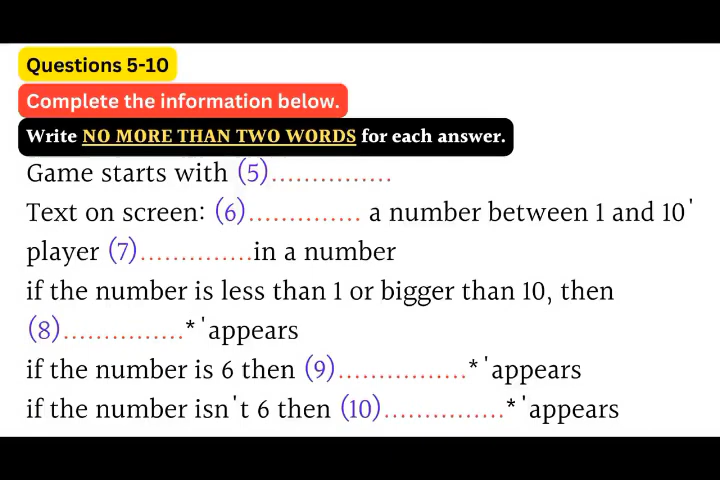 Questions 5-10
Complete the information below.
Write NO MORE THAN TWO WORDS for each answer.
Game starts with (5)..............
Text on screen: (6)............. a number between 1 and 10'
player (7).............in a number
if the number is less than 1 or bigger than 10, then
(8)..............*'appears
if the number is 6 then (9)...............*'appears
if the number isn't 6 then (10)..............*'appears